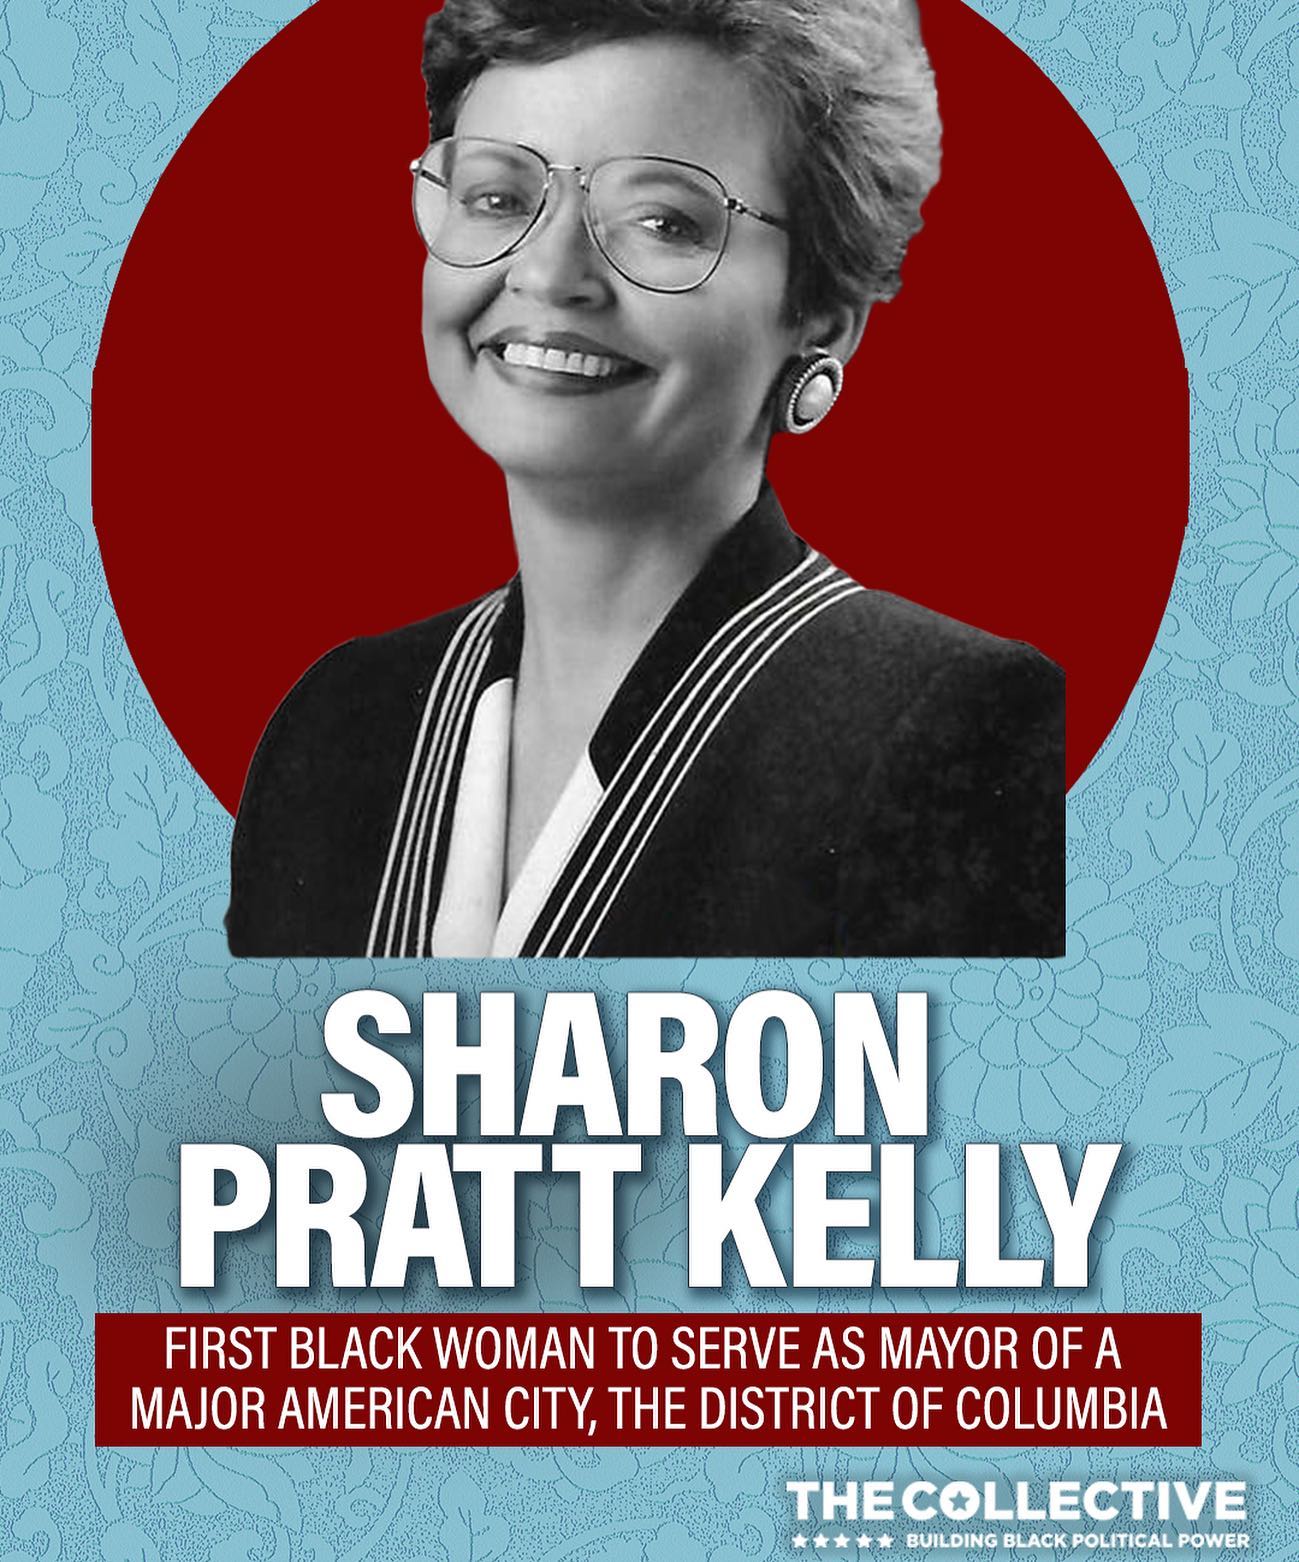 SHARON
PRATT KELLY
FIRST BLACK WOMAN TO SERVE AS MAYOR OF A
MAJOR AMERICAN CITY, THE DISTRICT OF COLUMBIA
THE COLLECTIVE
BUILDING BLACK POLITICAL POWER